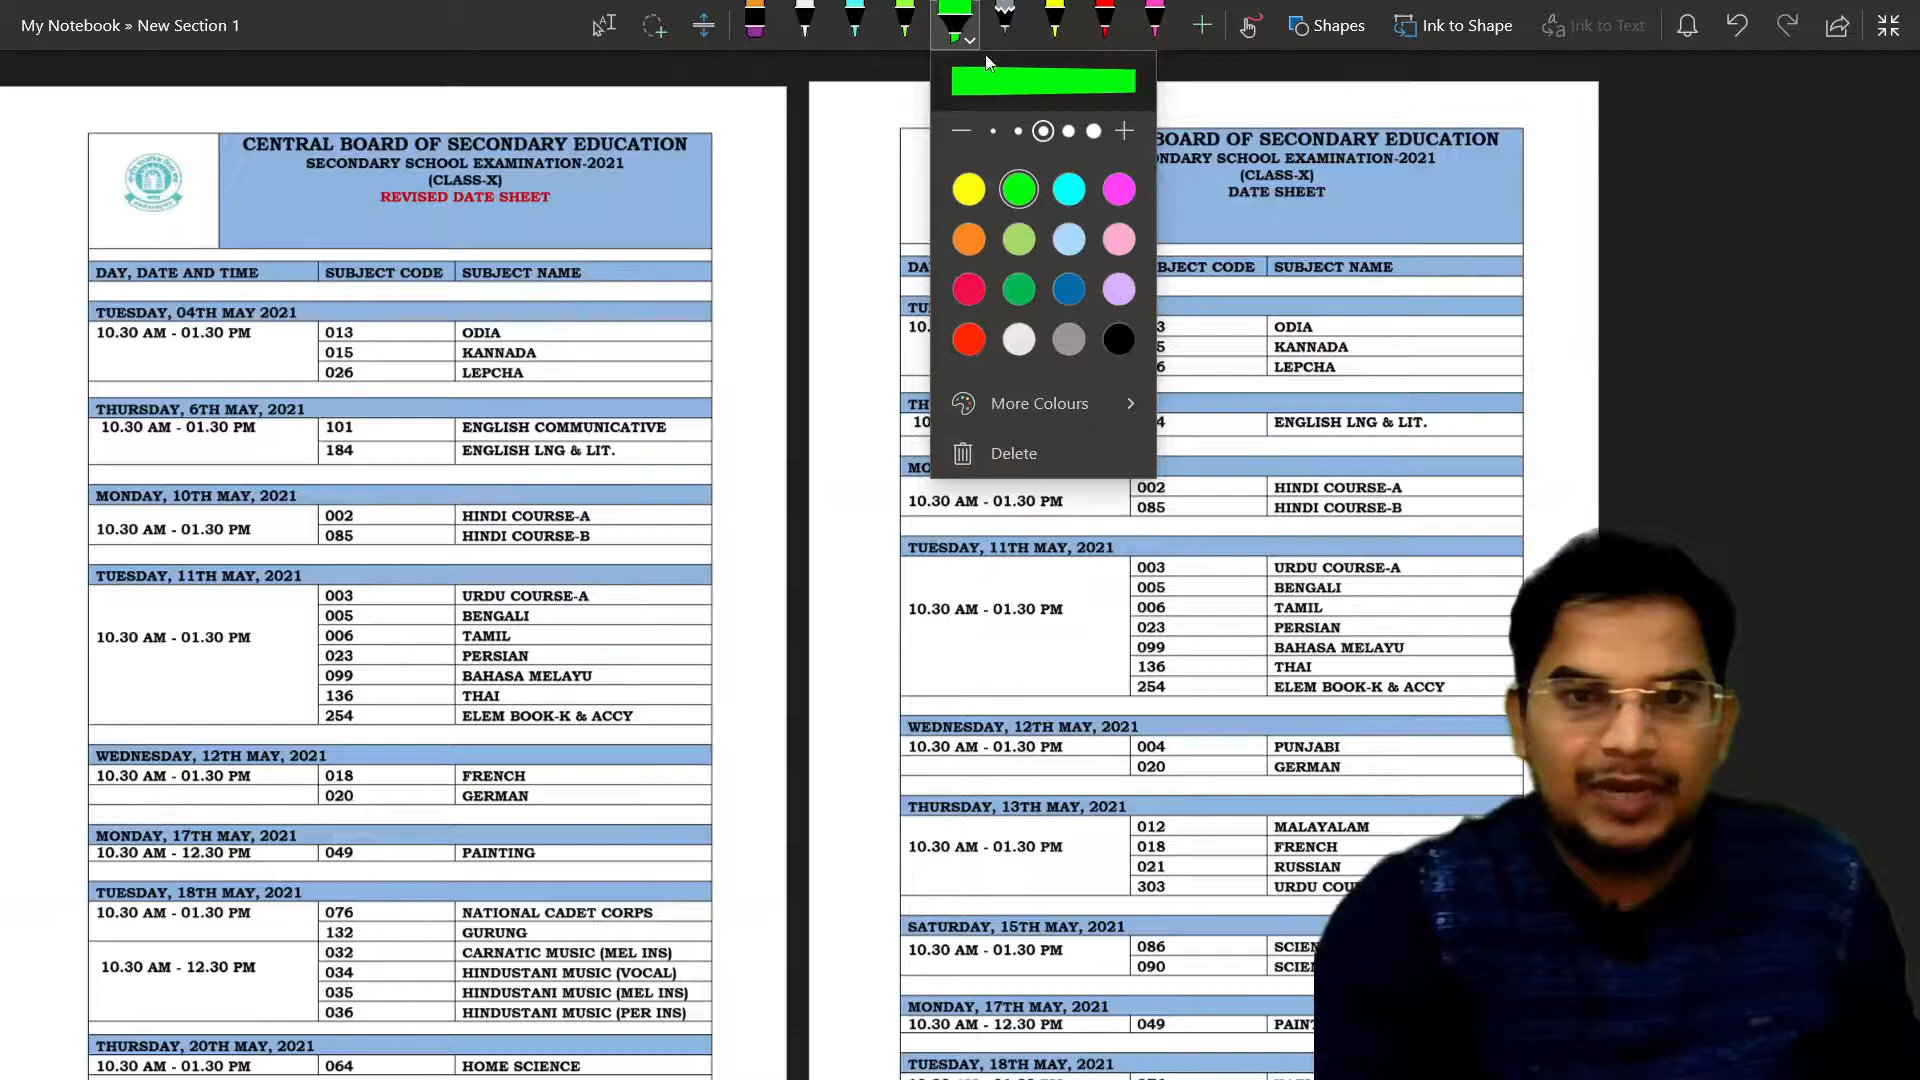 My Notebook » New Section 1
Shapes
Ink to Shape
Ink to Text
CENTRAL BOARD OF SECONDARY EDUCATION
SECONDARY SCHOOL EXAMINATION-2021
(CLASS-X)
REVISED DATE SHEET
DAY, DATE AND TIME SUBJECT CODE SUBJECT NAME
TUESDAY, 04TH MAY 2021
10.30 AM - 01.30 PM 013 ODIA
015 KANNADA
026 LEPCHA
THURSDAY, 6TH MAY, 2021
10.30 AM - 01.30 PM 101 ENGLISH COMMUNICATIVE
184 ENGLISH LNG & LIT.
MONDAY, 10TH MAY, 2021
10.30 AM - 01.30 PM 002 HINDI COURSE-A
085 HINDI COURSE-B
TUESDAY, 11TH MAY, 2021
10.30 AM - 01.30 PM 003 URDU COURSE-A
005 BENGALI
006 TAMIL
023 PERSIAN
099 BAHASA MELAYU
136 THAI
254 ELEM BOOK-K & ACCY
WEDNESDAY, 12TH MAY, 2021
10.30 AM - 01.30 PM 018 FRENCH
020 GERMAN
MONDAY, 17TH MAY, 2021
10.30 AM - 12.30 PM 049 PAINTING
TUESDAY, 18TH MAY, 2021
10.30 AM - 01.30 PM 076 NATIONAL CADET CORPS
132 GURUNG
10.30 AM - 12.30 PM 032 CARNATIC MUSIC (MEL INS)
034 HINDUSTANI MUSIC (VOCAL)
035 HINDUSTANI MUSIC (MEL INS)
036 HINDUSTANI MUSIC (PER INS)
THURSDAY, 20TH MAY, 2021
10.30 AM - 01.30 PM 064 HOME SCIENCE
More Colours
Delete
BOARD OF SECONDARY EDUCATION
NDARY SCHOOL EXAMINATION-2021
(CLASS-X)
DATE SHEET
DA BJECT CODE SUBJECT NAME
TU
10. 3 ODIA
5 KANNADA
6 LEPCHA
TH
10 4 ENGLISH LNG & LIT.
MO
10.30 AM - 01.30 PM 002 HINDI COURSE-A
085 HINDI COURSE-B
TUESDAY, 11TH MAY, 2021
10.30 AM - 01.30 PM 003 URDU COURSE-A
005 BENGALI
006 TAMIL
023 PERSIAN
099 BAHASA MELAYU
136 THAI
254 ELEM BOOK-K & ACCY
WEDNESDAY, 12TH MAY, 2021
10.30 AM - 01.30 PM 004 PUNJABI
020 GERMAN
THURSDAY, 13TH MAY, 2021
10.30 AM - 01.30 PM 012 MALAYALAM
018 FRENCH
021 RUSSIAN
303 URDU COU
SATURDAY, 15TH MAY, 2021
10.30 AM - 01.30 PM 086 SCIEN
090 SCIE
MONDAY, 17TH MAY, 2021
10.30 AM - 12.30 PM 049 PAIN
TUESDAY, 18TH MAY, 2021